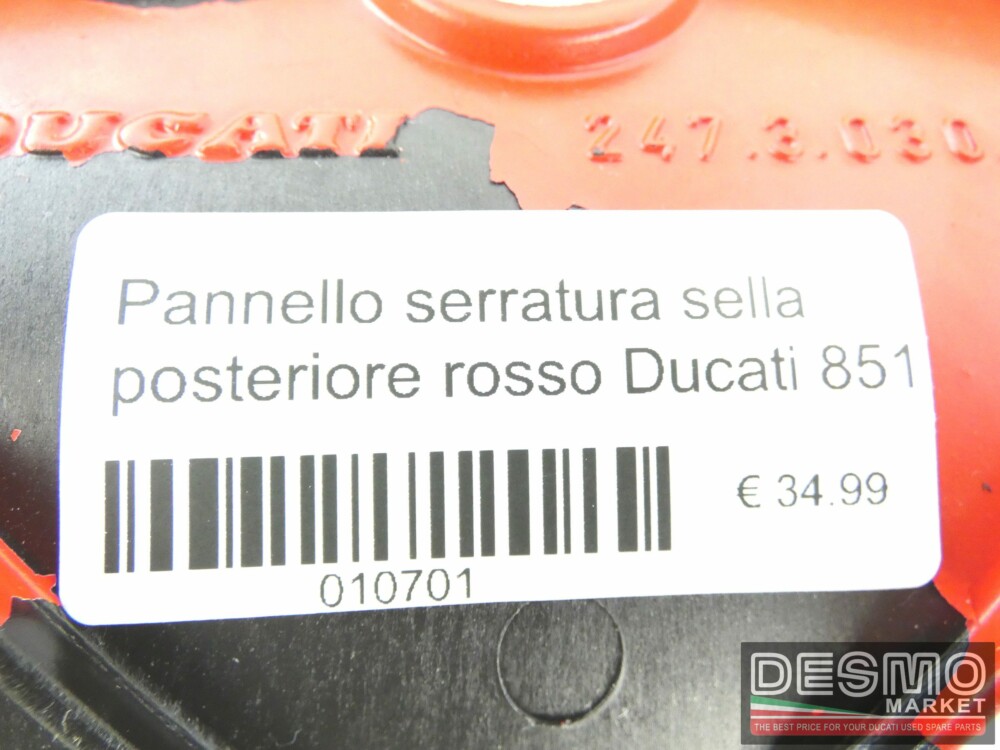 DUCATI 247.3.030
Pannello serratura sella
posteriore rosso Ducati 851
€ 34.99
010701
DESMO
MARKET
THE BEST PRICE FOR YOUR DUCATI USED SPARE PARTS